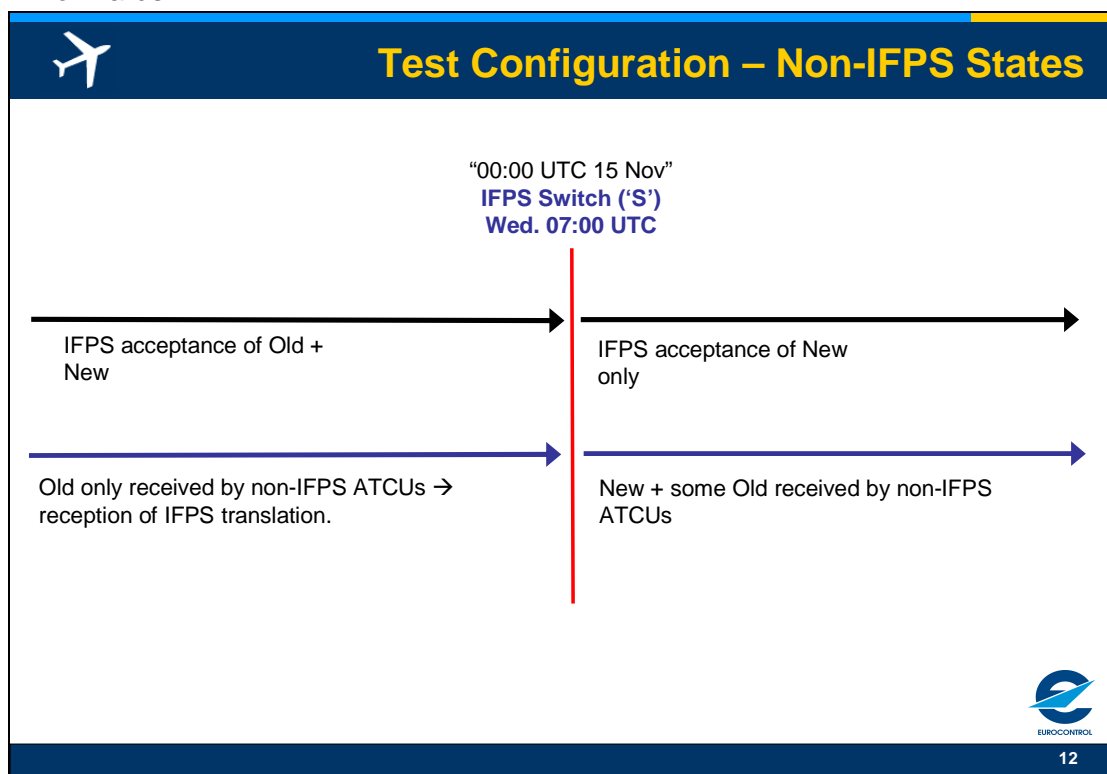 Test Configuration – Non-IFPS States
“00:00 UTC 15 Nov”
IFPS Switch (‘S’)
Wed. 07:00 UTC
IFPS acceptance of Old +
New
IFPS acceptance of New
only
Old only received by non-IFPS ATCUs →
reception of IFPS translation.
New + some Old received by non-IFPS
ATCUs
EUROCONTROL
12